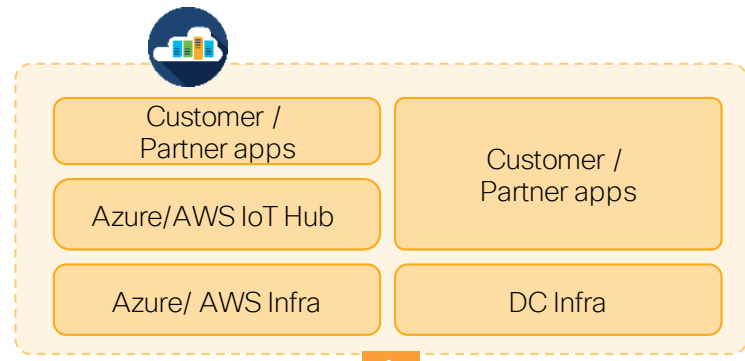 Customer /
Partner apps
Azure/AWS IoT Hub
Azure/ AWS Infra
Customer /
Partner apps
DC Infra